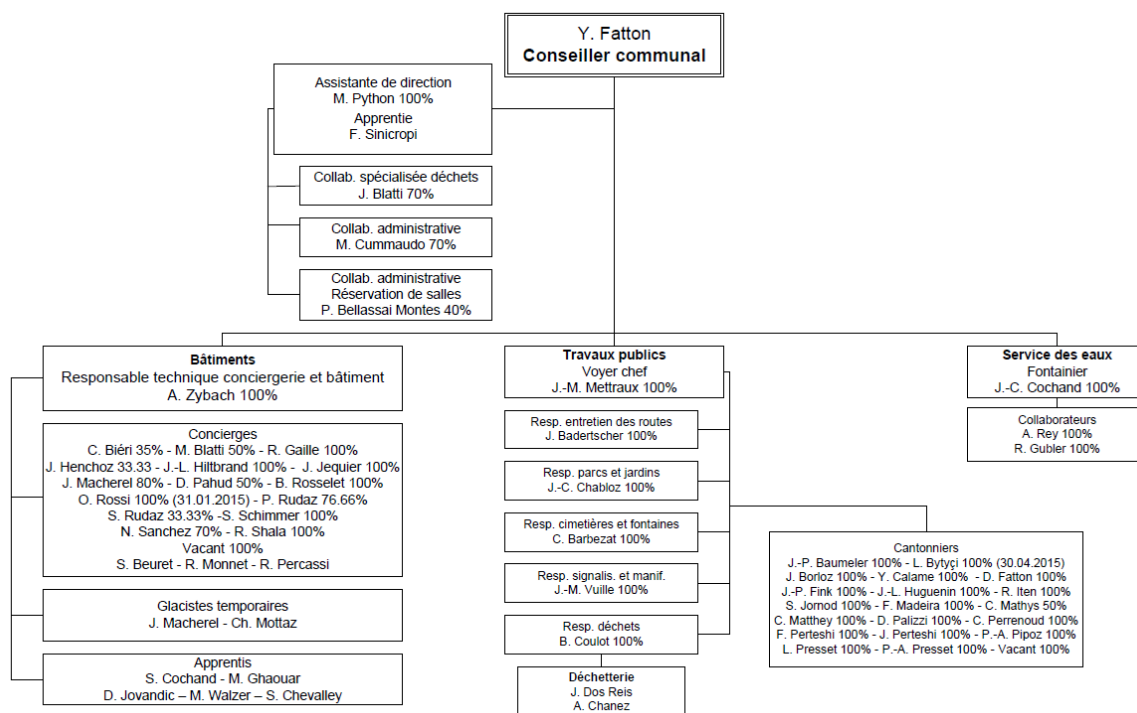 Y. Fatton
Conseiller communal
Assistante de direction
M. Python 100%
Apprentie
F. Sinicropi
Collab. spécialisée déchets
J. Blatti 70%
Collab. administrative
M. Cummaudo 70%
Collab. administrative
Réservation de salles
P. Bellassai Montes 40%
Bâtiments
Responsable technique conciergerie et bâtiment
A. Zybach 100%
Concierges
C. Biéri 35% - M. Blatti 50% - R. Gaille 100%
J. Henchoz 33.33 - J.-L. Hiltbrand 100% - J. Jequier 100%
J. Macherel 80% - D. Pahud 50% - B. Rosselet 100%
O. Rossi 100% (31.01.2015) - P. Rudaz 76.66%
S. Rudaz 33.33% -S. Schimmer 100%
N. Sanchez 70% - R. Shala 100%
Vacant 100%
S. Beuret - R. Monnet - R. Percassi
Glacistes temporaires
J. Macherel - Ch. Mottaz
Apprentis
S. Cochand - M. Ghaouar
D. Jovandic – M. Walzer – S. Chevalley
Travaux publics
Voyer chef
J.-M. Mettraux 100%
Resp. entretien des routes
J. Badertscher 100%
Resp. parcs et jardins
J.-C. Chabloz 100%
Resp. cimetières et fontaines
C. Barbezat 100%
Resp. signalis. et manif.
J.-M. Vuille 100%
Resp. déchets
B. Coulot 100%
Déchetterie
J. Dos Reis
A. Chanez
Service des eaux
Fontainier
J.-C. Cochand 100%
Collaborateurs
A. Rey 100%
R. Gubler 100%
Cantonniers
J.-P. Baumeler 100% - L. Bytyçi 100% (30.04.2015)
J. Borloz 100% - Y. Calame 100% - D. Fatton 100%
J.-P. Fink 100% - J.-L. Huguenin 100% - R. Iten 100%
S. Jornod 100% - F. Madeira 100% - C. Mathys 50%
C. Matthey 100% - D. Palizzi 100% - C. Perrenoud 100%
F. Perteshi 100% - J. Perteshi 100% - P.-A. Pipoz 100%
L. Presset 100% - P.-A. Presset 100% - Vacant 100%